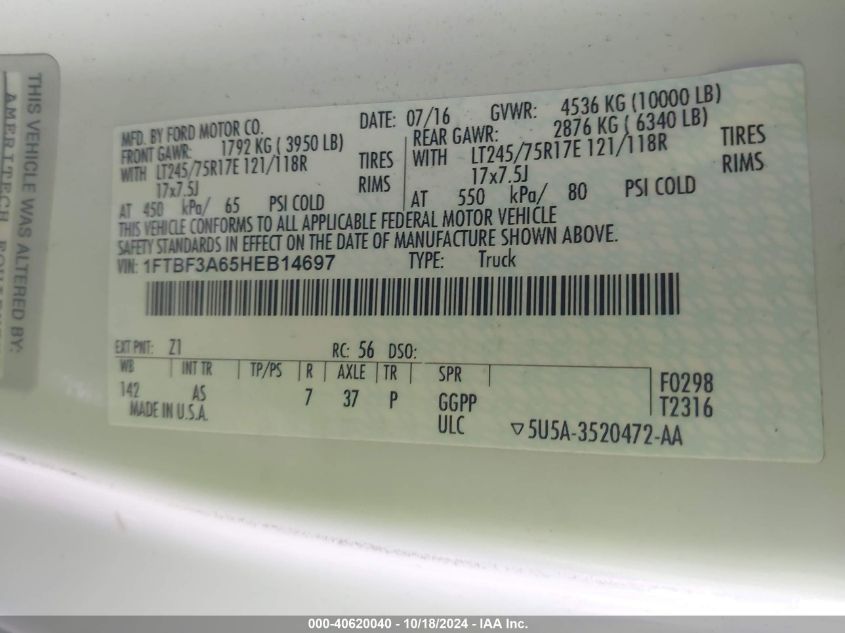 THIS VEHICLE WAS ALTERED BY:
AMERITECH
MFD. BY FORD MOTOR CO.
DATE: 07/16 GVWR: 4536 KG (10000 LB)
FRONT GAWR: 1792 KG ( 3950 LB)
WITH LT245/75R17E 121/118R TIRES
17x7.5J RIMS
AT 450 kPa/ 65 PSI COLD
REAR GAWR: 2876 KG ( 6340 LB)
WITH LT245/75R17E 121/118R TIRES
17x7.5J RIMS
AT 550 kPa/ 80 PSI COLD
THIS VEHICLE CONFORMS TO ALL APPLICABLE FEDERAL MOTOR VEHICLE
SAFETY STANDARDS IN EFFECT ON THE DATE OF MANUFACTURE SHOWN ABOVE.
VIN: 1FTBF3A65HEB14697 TYPE: Truck
EXT PNT: Z1 RC: 56 DSO:
WB INT TR TP/PS R AXLE TR SPR
142 AS 7 37 P GGPP
F0298
T2316
MADE IN U.S.A. ULC
▽5U5A-3520472-AA
000-40620040 - 10/18/2024 - IAA Inc.